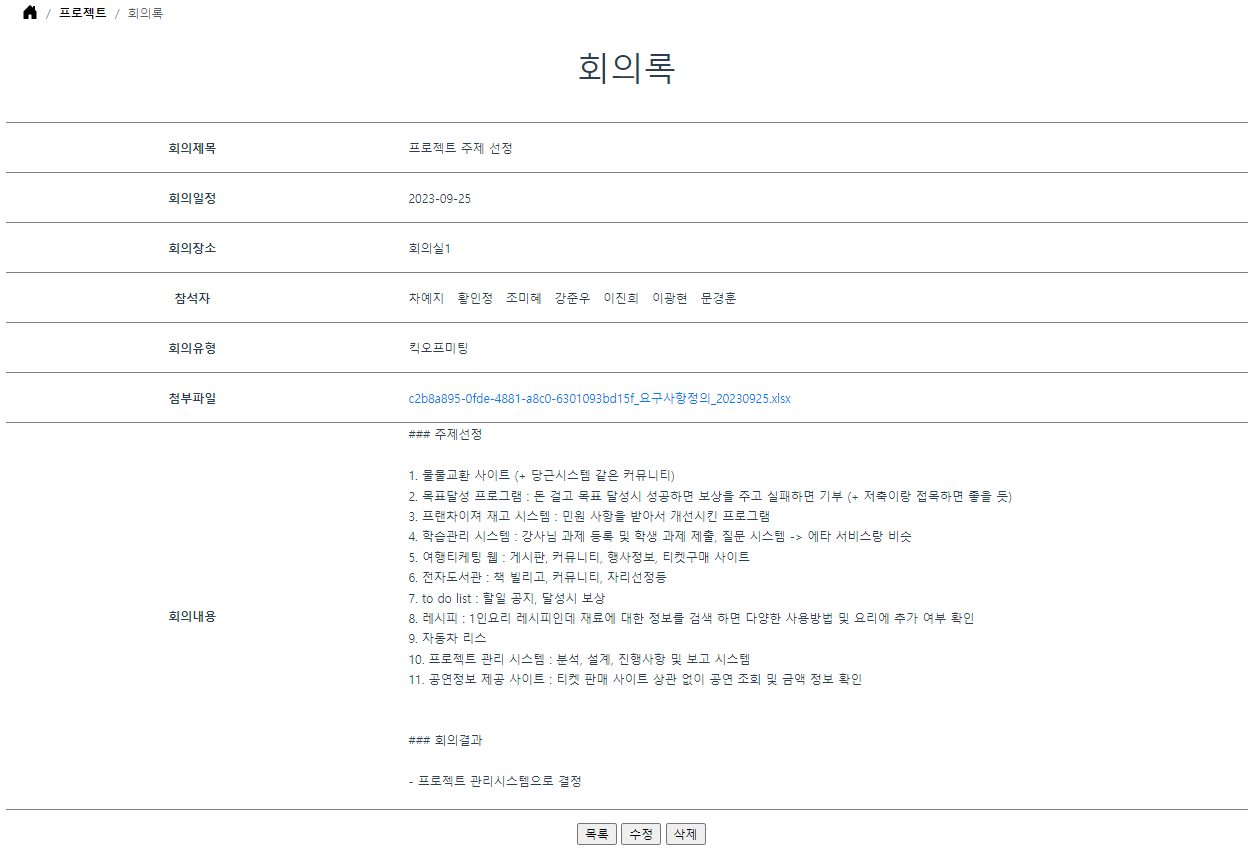 / 프로젝트 / 회의록
회의록
회의제목 프로젝트 주제 선정
회의일정 2023-09-25
회의장소 회의실1
참석자 차예지 황인정 조미혜 강준우 이진희 이광현 문경훈
회의유형 킥오프미팅
첨부파일 c2b8a895-0fde-4881-a8c0-6301093bd15f_요구사항정의_20230925.xlsx
회의내용
### 주제선정
1. 물물교환 사이트 (+ 당근시스템 같은 커뮤니티)
2. 목표달성 프로그램 : 돈 걸고 목표 달성시 성공하면 보상을 주고 실패하면 기부 (+ 저축이랑 접목하면 좋을 듯)
3. 프랜차이져 재고 시스템 : 민원 사항을 받아서 개선시킨 프로그램
4. 학습관리 시스템 : 강사님 과제 등록 및 학생 과제 제출, 질문 시스템 -> 에타 서비스랑 비슷
5. 여행티케팅 웹 : 게시판, 커뮤니티, 행사정보, 티켓구매 사이트
6. 전자도서관 : 책 빌리고, 커뮤니티, 자리선정등
7. to do list : 할일 공지, 달성시 보상
8. 레시피 : 1인요리 레시피인데 재료에 대한 정보를 검색 하면 다양한 사용방법 및 요리에 추가 여부 확인
9. 자동차 리스
10. 프로젝트 관리 시스템 : 분석, 설계, 진행사항 및 보고 시스템
11. 공연정보 제공 사이트 : 티켓 판매 사이트 상관 없이 공연 조회 및 금액 정보 확인
### 회의결과
- 프로젝트 관리시스템으로 결정
목록 수정 삭제